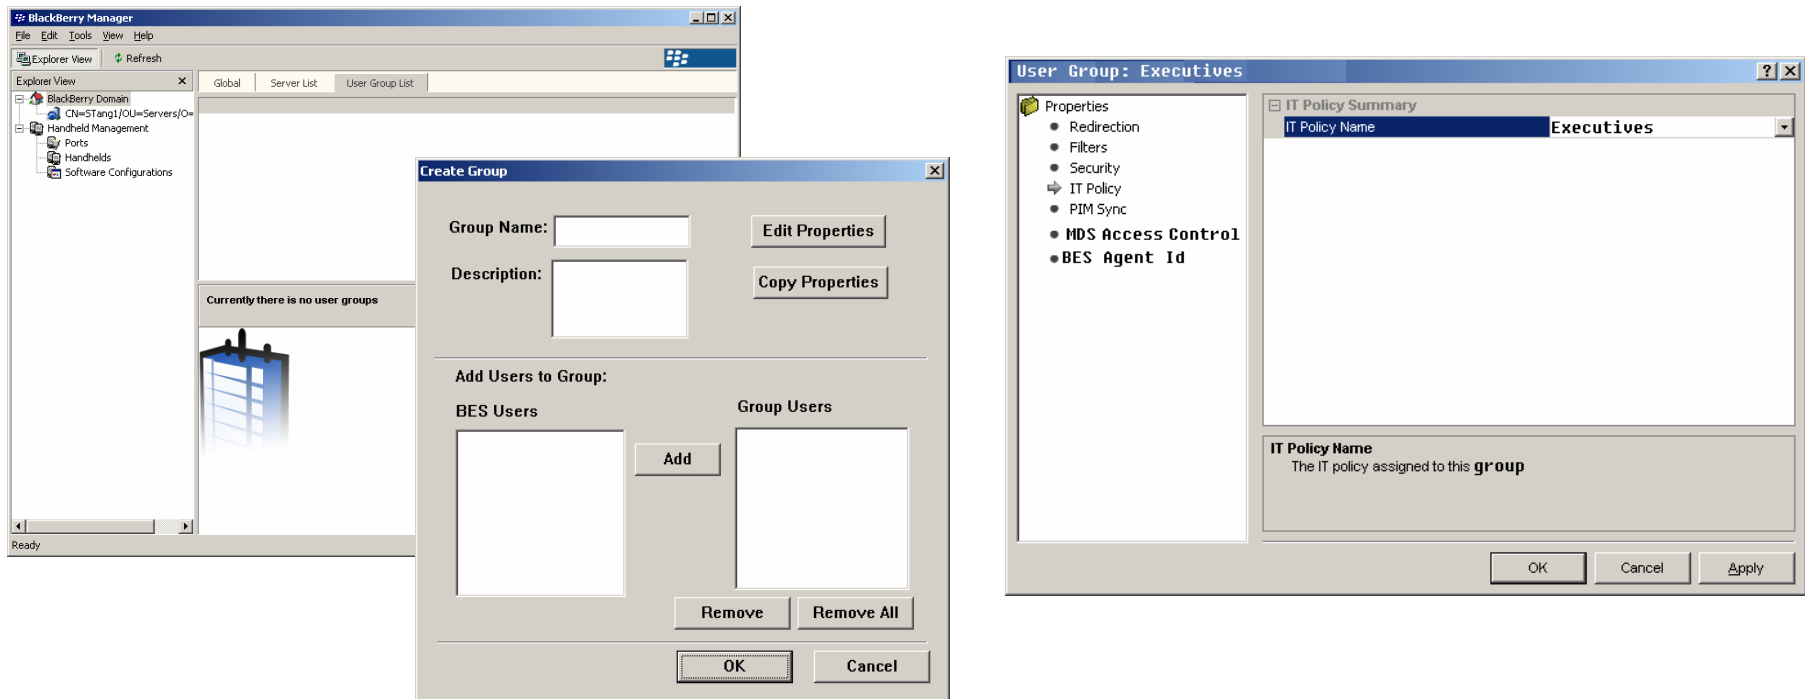 BlackBerry Manager
File Edit Tools View Help
Explorer View Refresh
Explorer View
Global Server List User Group List
BlackBerry Domain
CN=STang1/OU=Servers/O=
Handheld Management
Ports
Handhelds
Software Configurations
Currently there is no user groups
Ready
Create Group
Group Name:
Edit Properties
Description:
Copy Properties
Add Users to Group:
BES Users
Group Users
Add
Remove Remove All
OK Cancel
User Group: Executives
Properties
Redirection
Filters
Security
IT Policy
PIM Sync
MDS Access Control
BES Agent Id
IT Policy Summary
IT Policy Name Executives
IT Policy Name
The IT policy assigned to this group
OK Cancel Apply